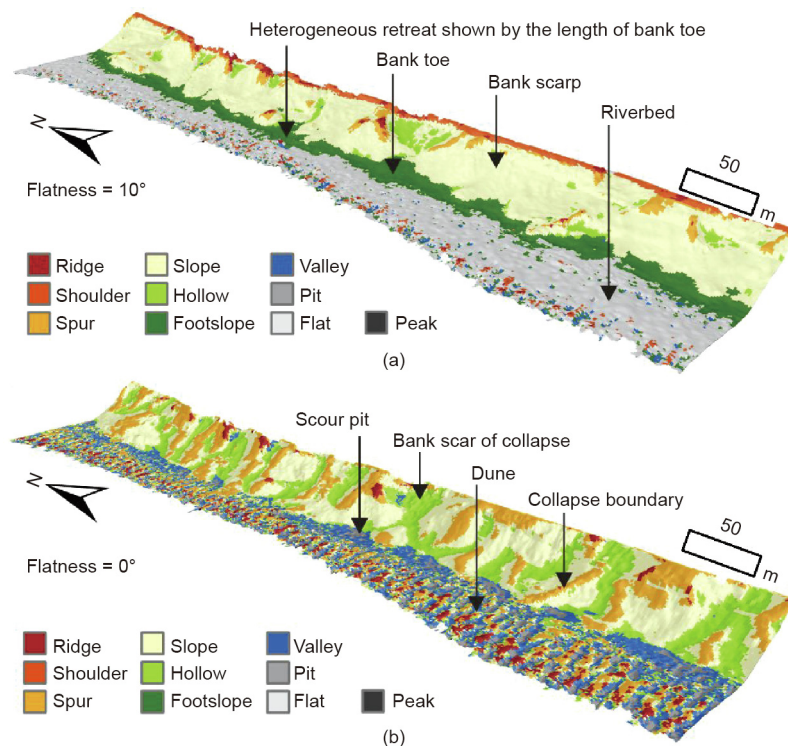 Heterogeneous retreat shown by the length of bank toe
Bank toe
Bank scarp
Riverbed
N
50
m
Flatness = 10°
Ridge Slope Valley
Shoulder Hollow Pit
Spur Footslope Flat Peak
(a)
Scour pit
Bank scar of collapse
Dune
Collapse boundary
N
50
m
Flatness = 0°
Ridge Slope Valley
Shoulder Hollow Pit
Spur Footslope Flat Peak
(b)